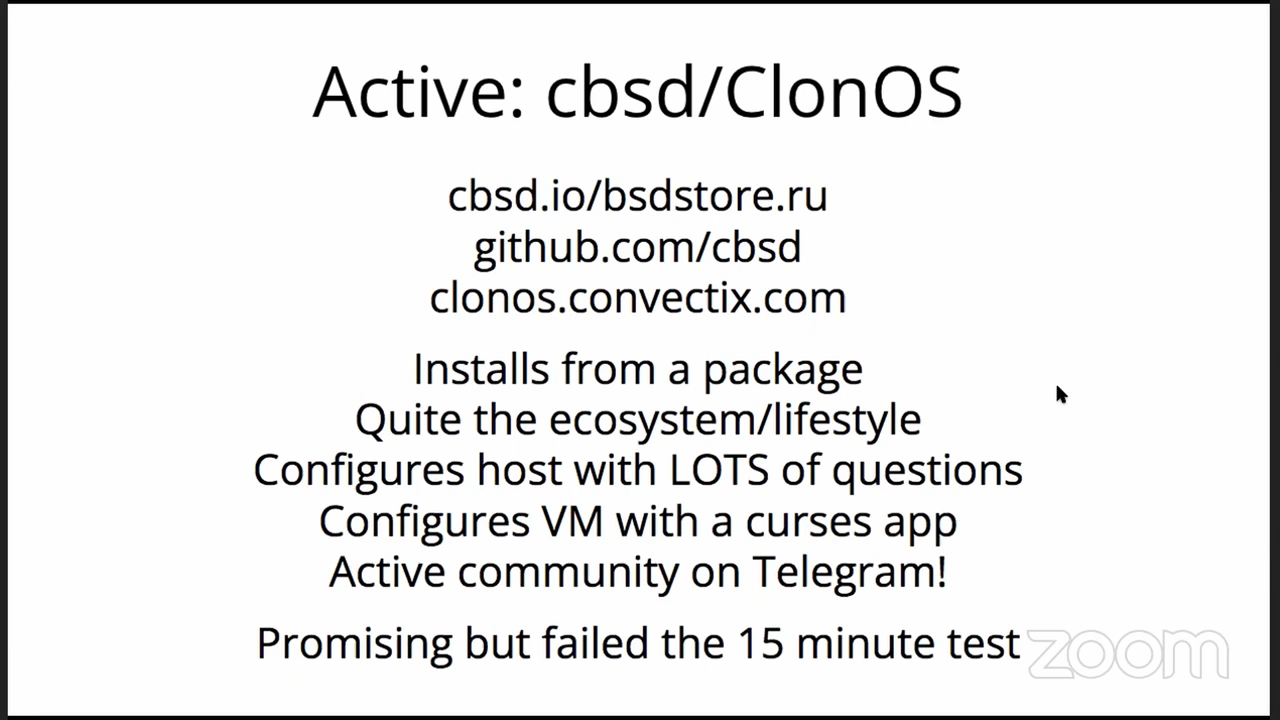 Active: cbsd/ClonOS
cbsd.io/bsdstore.ru
github.com/cbsd
clonos.convectix.com
Installs from a package
Quite the ecosystem/lifestyle
Configures host with LOTS of questions
Configures VM with a curses app
Active community on Telegram!
Promising but failed the 15 minute test
zoom